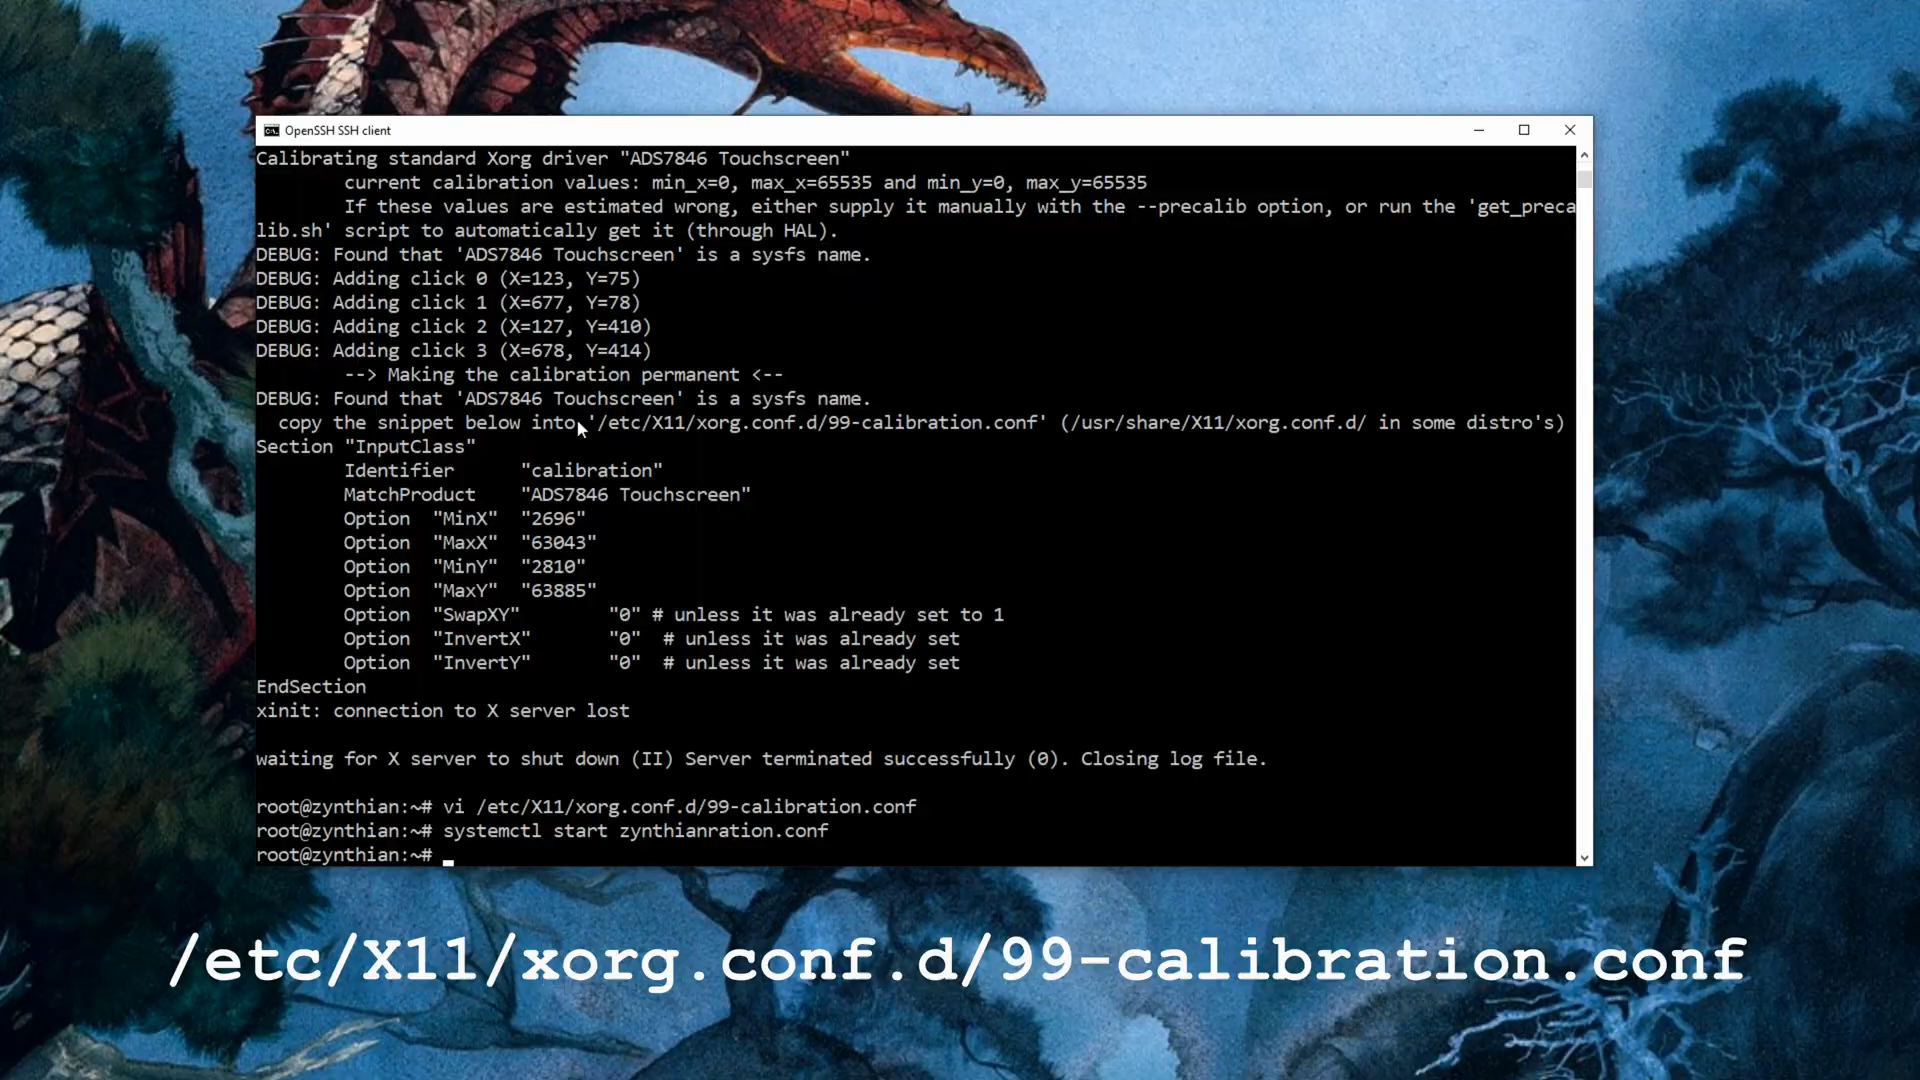 OpenSSH SSH client
Calibrating standard Xorg driver "ADS7846 Touchscreen"
current calibration values: min_x=0, max_x=65535 and min_y=0, max_y=65535
If these values are estimated wrong, either supply it manually with the --precalib option, or run the 'get_preca
lib.sh' script to automatically get it (through HAL).
DEBUG: Found that 'ADS7846 Touchscreen' is a sysfs name.
DEBUG: Adding click 0 (X=123, Y=75)
DEBUG: Adding click 1 (X=677, Y=78)
DEBUG: Adding click 2 (X=127, Y=410)
DEBUG: Adding click 3 (X=678, Y=414)
--> Making the calibration permanent <--
DEBUG: Found that 'ADS7846 Touchscreen' is a sysfs name.
copy the snippet below into '/etc/X11/xorg.conf.d/99-calibration.conf' (/usr/share/X11/xorg.conf.d/ in some distro's)
Section "InputClass"
Identifier "calibration"
MatchProduct "ADS7846 Touchscreen"
Option "MinX" "2696"
Option "MaxX" "63043"
Option "MinY" "2810"
Option "MaxY" "63885"
Option "SwapXY" "0" # unless it was already set to 1
Option "InvertX" "0" # unless it was already set
Option "InvertY" "0" # unless it was already set
EndSection
xinit: connection to X server lost
waiting for X server to shut down (II) Server terminated successfully (0). Closing log file.
root@zynthian:~# vi /etc/X11/xorg.conf.d/99-calibration.conf
root@zynthian:~# systemctl start zynthianration.conf
root@zynthian:~#
/etc/X11/xorg.conf.d/99-calibration.conf